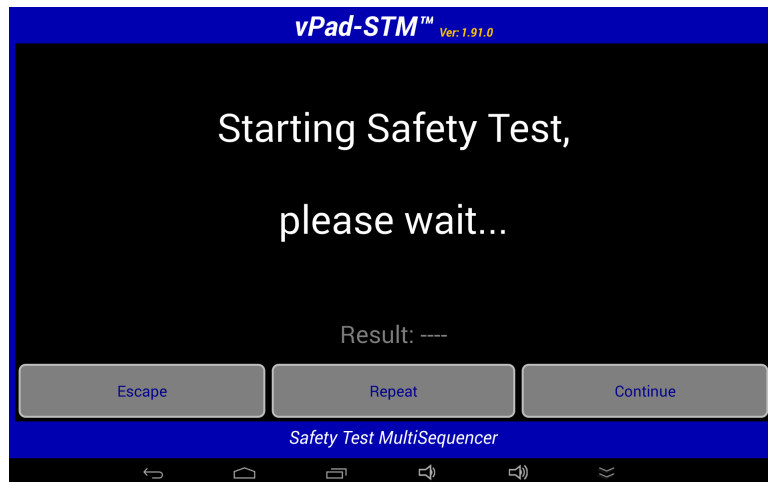 vPad-STM™ Ver: 1.91.0
Starting Safety Test,
please wait...
Result: ----
Escape Repeat Continue
Safety Test MultiSequencer